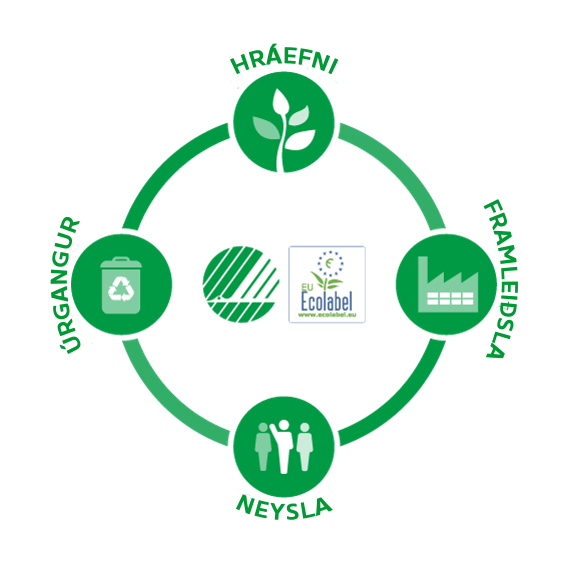 HRÁEFNI
FRAMLEIÐSLA
NEYSLA
ÚRGANGUR
EU
Ecolabel
www.ecolabel.eu